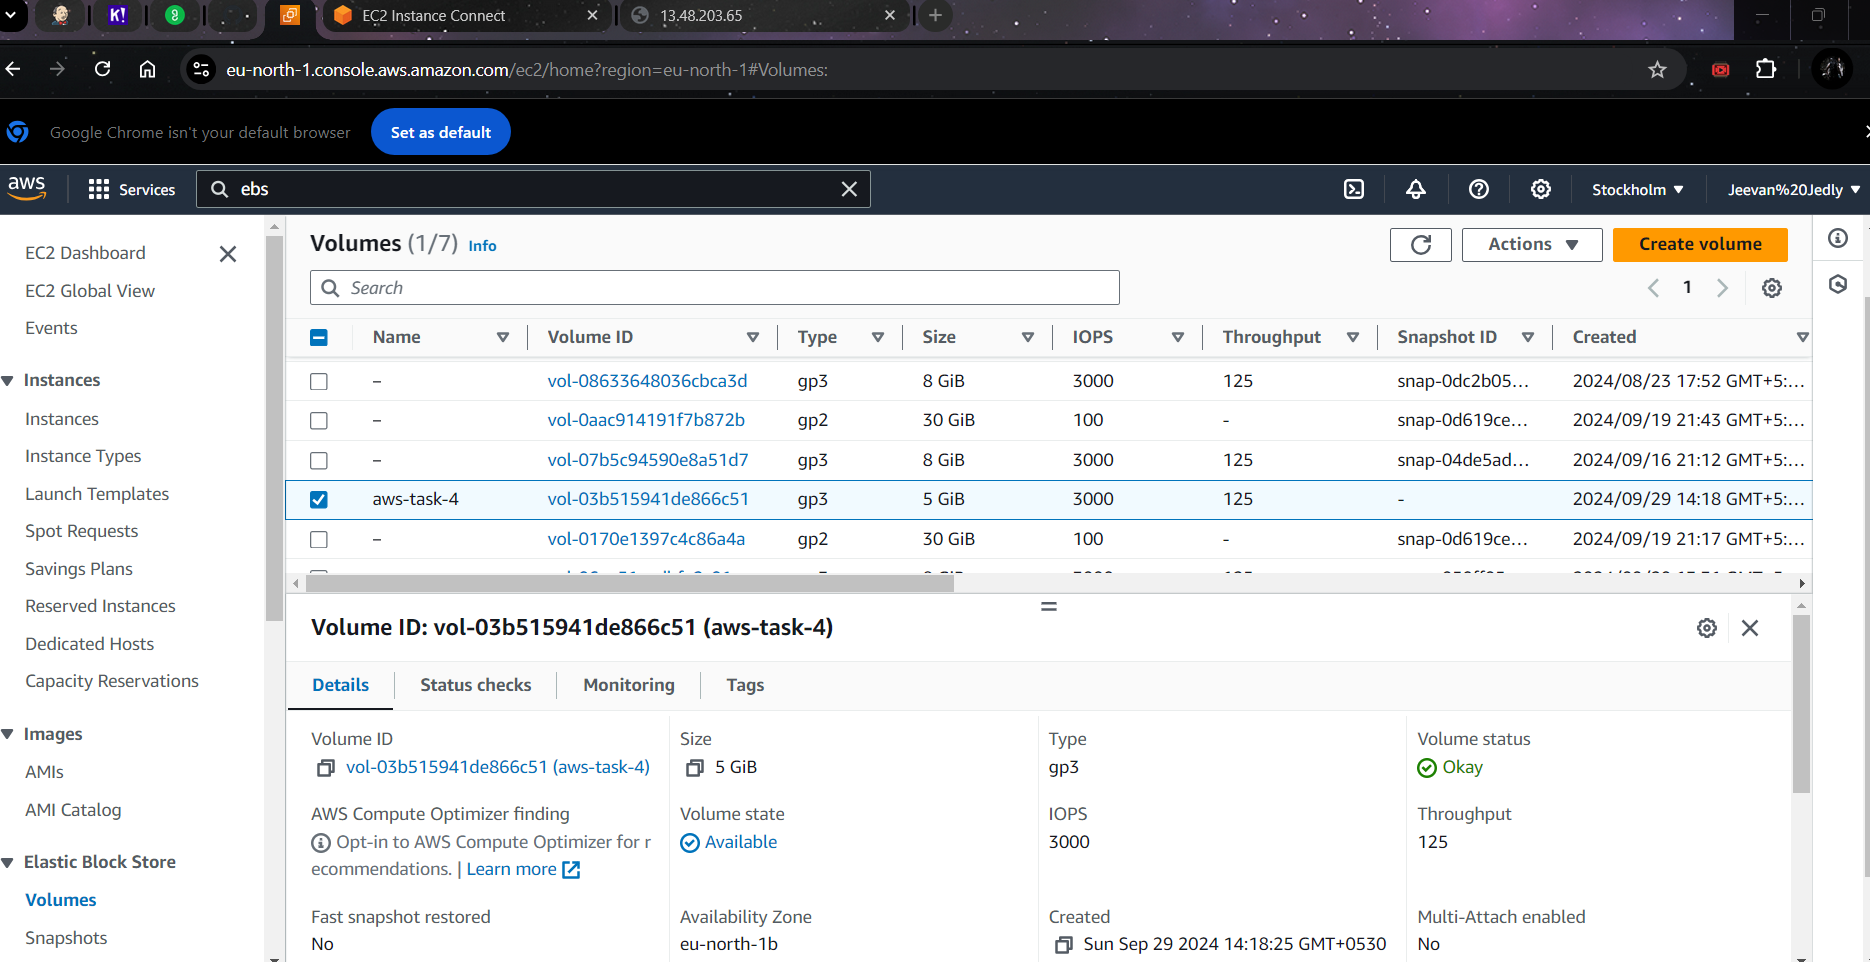 K!
EC2 Instance Connect
13.48.203.65
eu-north-1.console.aws.amazon.com/ec2/home?region=eu-north-1#Volumes:
Google Chrome isn't your default browser
Set as default
aws
Services
ebs
Stockholm
Jeevan%20Jedly
EC2 Dashboard
EC2 Global View
Events
Instances
Instances
Instance Types
Launch Templates
Spot Requests
Savings Plans
Reserved Instances
Dedicated Hosts
Capacity Reservations
Images
AMIs
AMI Catalog
Elastic Block Store
Volumes
Snapshots
Volumes (1/7) Info
Actions
Create volume
Search
1
Name Volume ID Type Size IOPS Throughput Snapshot ID Created
– vol-08633648036cbca3d gp3 8 GiB 3000 125 snap-0dc2b05... 2024/08/23 17:52 GMT+5:...
– vol-0aac914191f7b872b gp2 30 GiB 100 - snap-0d619ce... 2024/09/19 21:43 GMT+5:...
– vol-07b5c94590e8a51d7 gp3 8 GiB 3000 125 snap-04de5ad... 2024/09/16 21:12 GMT+5:...
aws-task-4 vol-03b515941de866c51 gp3 5 GiB 3000 125 - 2024/09/29 14:18 GMT+5:...
– vol-0170e1397c4c86a4a gp2 30 GiB 100 - snap-0d619ce... 2024/09/19 21:17 GMT+5:...
Volume ID: vol-03b515941de866c51 (aws-task-4)
Details Status checks Monitoring Tags
Volume ID
vol-03b515941de866c51 (aws-task-4)
Size
5 GiB
Type
gp3
Volume status
Okay
AWS Compute Optimizer finding
Opt-in to AWS Compute Optimizer for r
ecommendations. | Learn more
Volume state
Available
IOPS
3000
Throughput
125
Fast snapshot restored
No
Availability Zone
eu-north-1b
Created
Sun Sep 29 2024 14:18:25 GMT+0530
Multi-Attach enabled
No